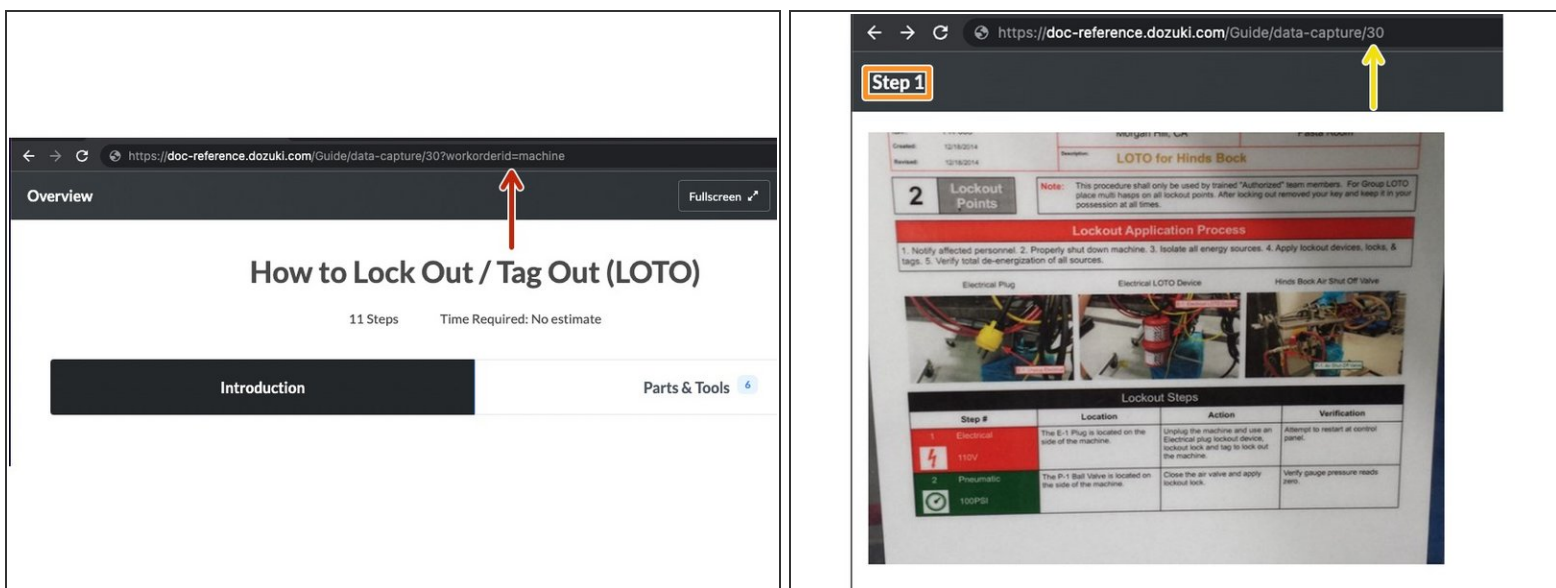 https://doc-reference.dozuki.com/Guide/data-capture/30?workorderid=machine
Overview
Fullscreen
How to Lock Out / Tag Out (LOTO)
11 Steps Time Required: No estimate
Introduction Parts & Tools 6
https://doc-reference.dozuki.com/Guide/data-capture/30
Step 1
Morgan Hill, CA Pasta Room
Created: 12/18/2014
Revised: 12/18/2014
Description: LOTO for Hinds Bock
2 Lockout Points
Note: This procedure shall only be used by trained "Authorized" team members. For Group LOTO
place multi hasps on all lockout points. After locking out removed your key and keep it in your
possession at all times.
Lockout Application Process
1. Notify affected personnel. 2. Properly shut down machine. 3. Isolate all energy sources. 4. Apply lockout devices, locks, &
tags. 5. Verify total de-energization of all sources.
Electrical Plug Electrical LOTO Device Hinds Bock Air Shut Off Valve
Lockout Steps
Step # Location Action Verification
1 Electrical
110V
The E-1 Plug is located on the
side of the machine.
Unplug the machine and use an
Electrical plug lockout device,
lockout lock and tag to lock out
the machine.
Attempt to restart at control
panel.
2 Pneumatic
100PSI
The P-1 Ball Valve is located on
the side of the machine.
Close the air valve and apply
lockout lock.
Verify gauge pressure reads
zero.